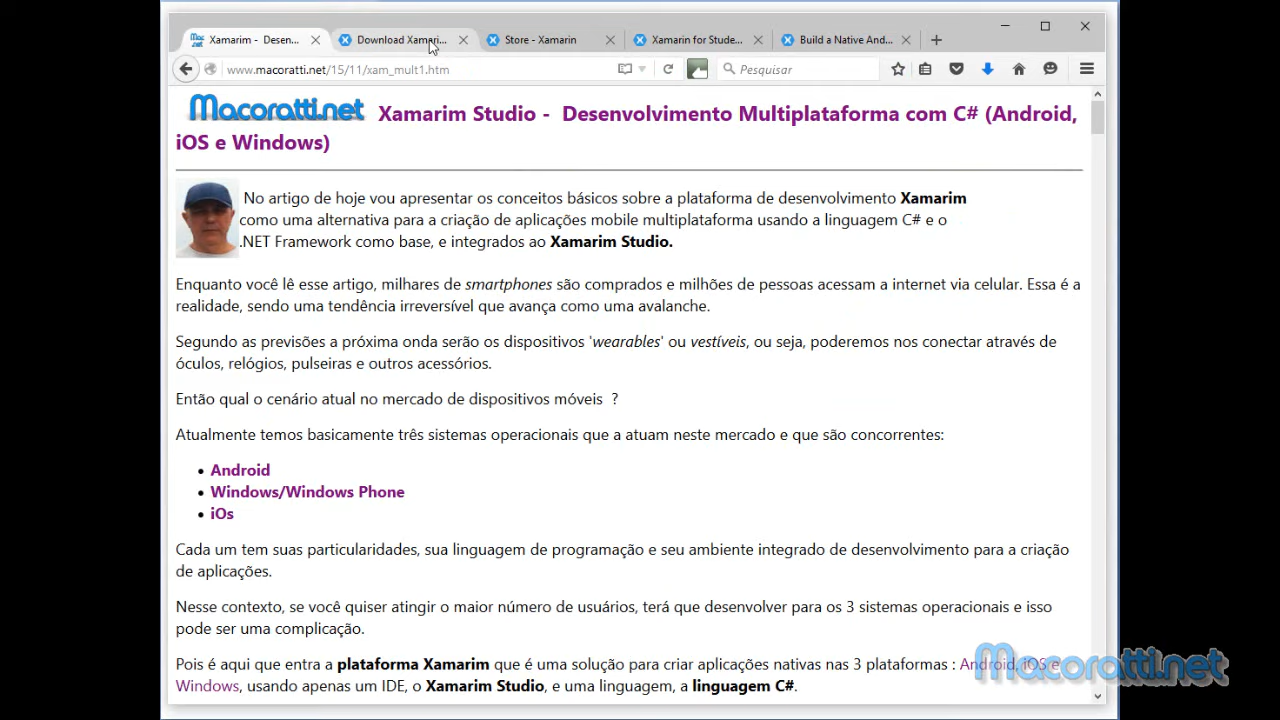 Xamarim - Desen... Download Xamari... Store - Xamarin Xamarin for Stude... Build a Native And...
www.macoratti.net/15/11/xam_mult1.htm Pesquisar
Macoratti.net Xamarim Studio - Desenvolvimento Multiplataforma com C# (Android,
iOS e Windows)
No artigo de hoje vou apresentar os conceitos básicos sobre a plataforma de desenvolvimento Xamarim
como uma alternativa para a criação de aplicações mobile multiplataforma usando a linguagem C# e o
.NET Framework como base, e integrados ao Xamarim Studio.
Enquanto você lê esse artigo, milhares de smartphones são comprados e milhões de pessoas acessam a internet via celular. Essa é a
realidade, sendo uma tendência irreversível que avança como uma avalanche.
Segundo as previsões a próxima onda serão os dispositivos 'wearables' ou vestíveis, ou seja, poderemos nos conectar através de
óculos, relógios, pulseiras e outros acessórios.
Então qual o cenário atual no mercado de dispositivos móveis ?
Atualmente temos basicamente três sistemas operacionais que a atuam neste mercado e que são concorrentes:
• Android
• Windows/Windows Phone
• iOs
Cada um tem suas particularidades, sua linguagem de programação e seu ambiente integrado de desenvolvimento para a criação
de aplicações.
Nesse contexto, se você quiser atingir o maior número de usuários, terá que desenvolver para os 3 sistemas operacionais e isso
pode ser uma complicação.
Pois é aqui que entra a plataforma Xamarim que é uma solução para criar aplicações nativas nas 3 plataformas : Android, iOS e
Windows, usando apenas um IDE, o Xamarim Studio, e uma linguagem, a linguagem C#.
Macoratti.net